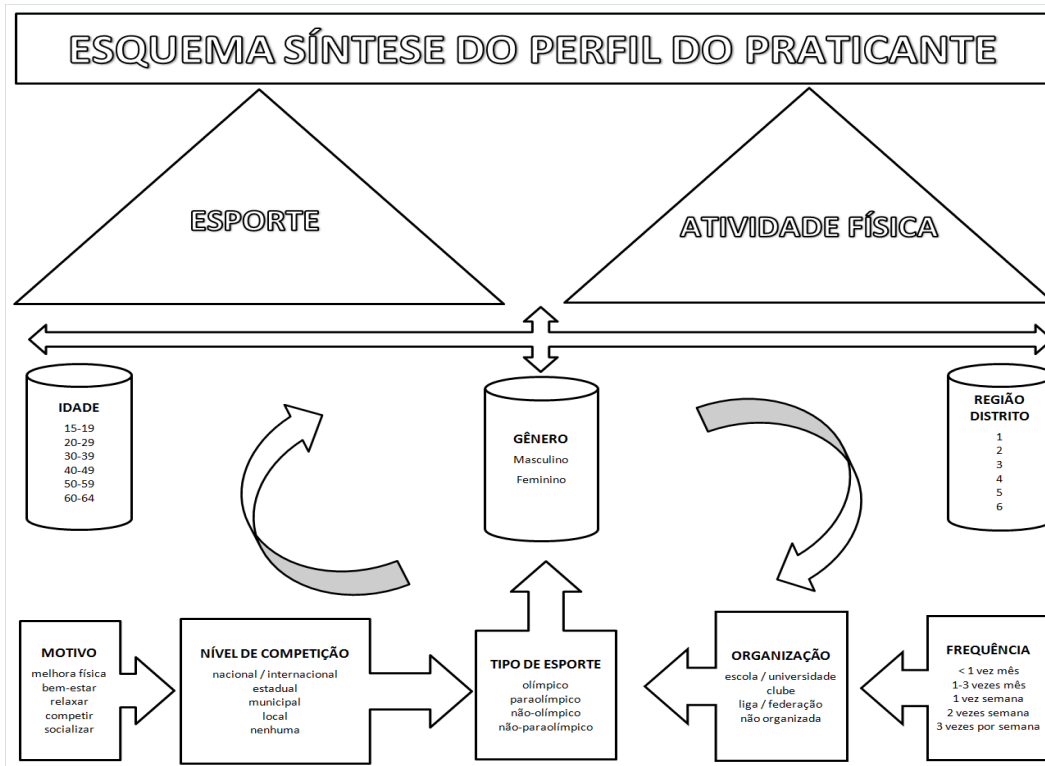 ESQUEMA SÍNTESE DO PERFIL DO PRATICANTE
ESPORTE
ATIVIDADE FÍSICA
IDADE
15-19
20-29
30-39
40-49
50-59
60-64
GÊNERO
Masculino
Feminino
REGIÃO
DISTRITO
1
2
3
4
5
6
MOTIVO
melhora física
bem-estar
relaxar
competir
socializar
NÍVEL DE COMPETIÇÃO
nacional / internacional
estadual
municipal
local
nenhuma
TIPO DE ESPORTE
olímpico
paraolímpico
não-olímpico
não-paraolímpico
ORGANIZAÇÃO
escola / universidade
clube
liga / federação
não organizada
FREQUÊNCIA
< 1 vez mês
1-3 vezes mês
1 vez semana
2 vezes semana
3 vezes por semana